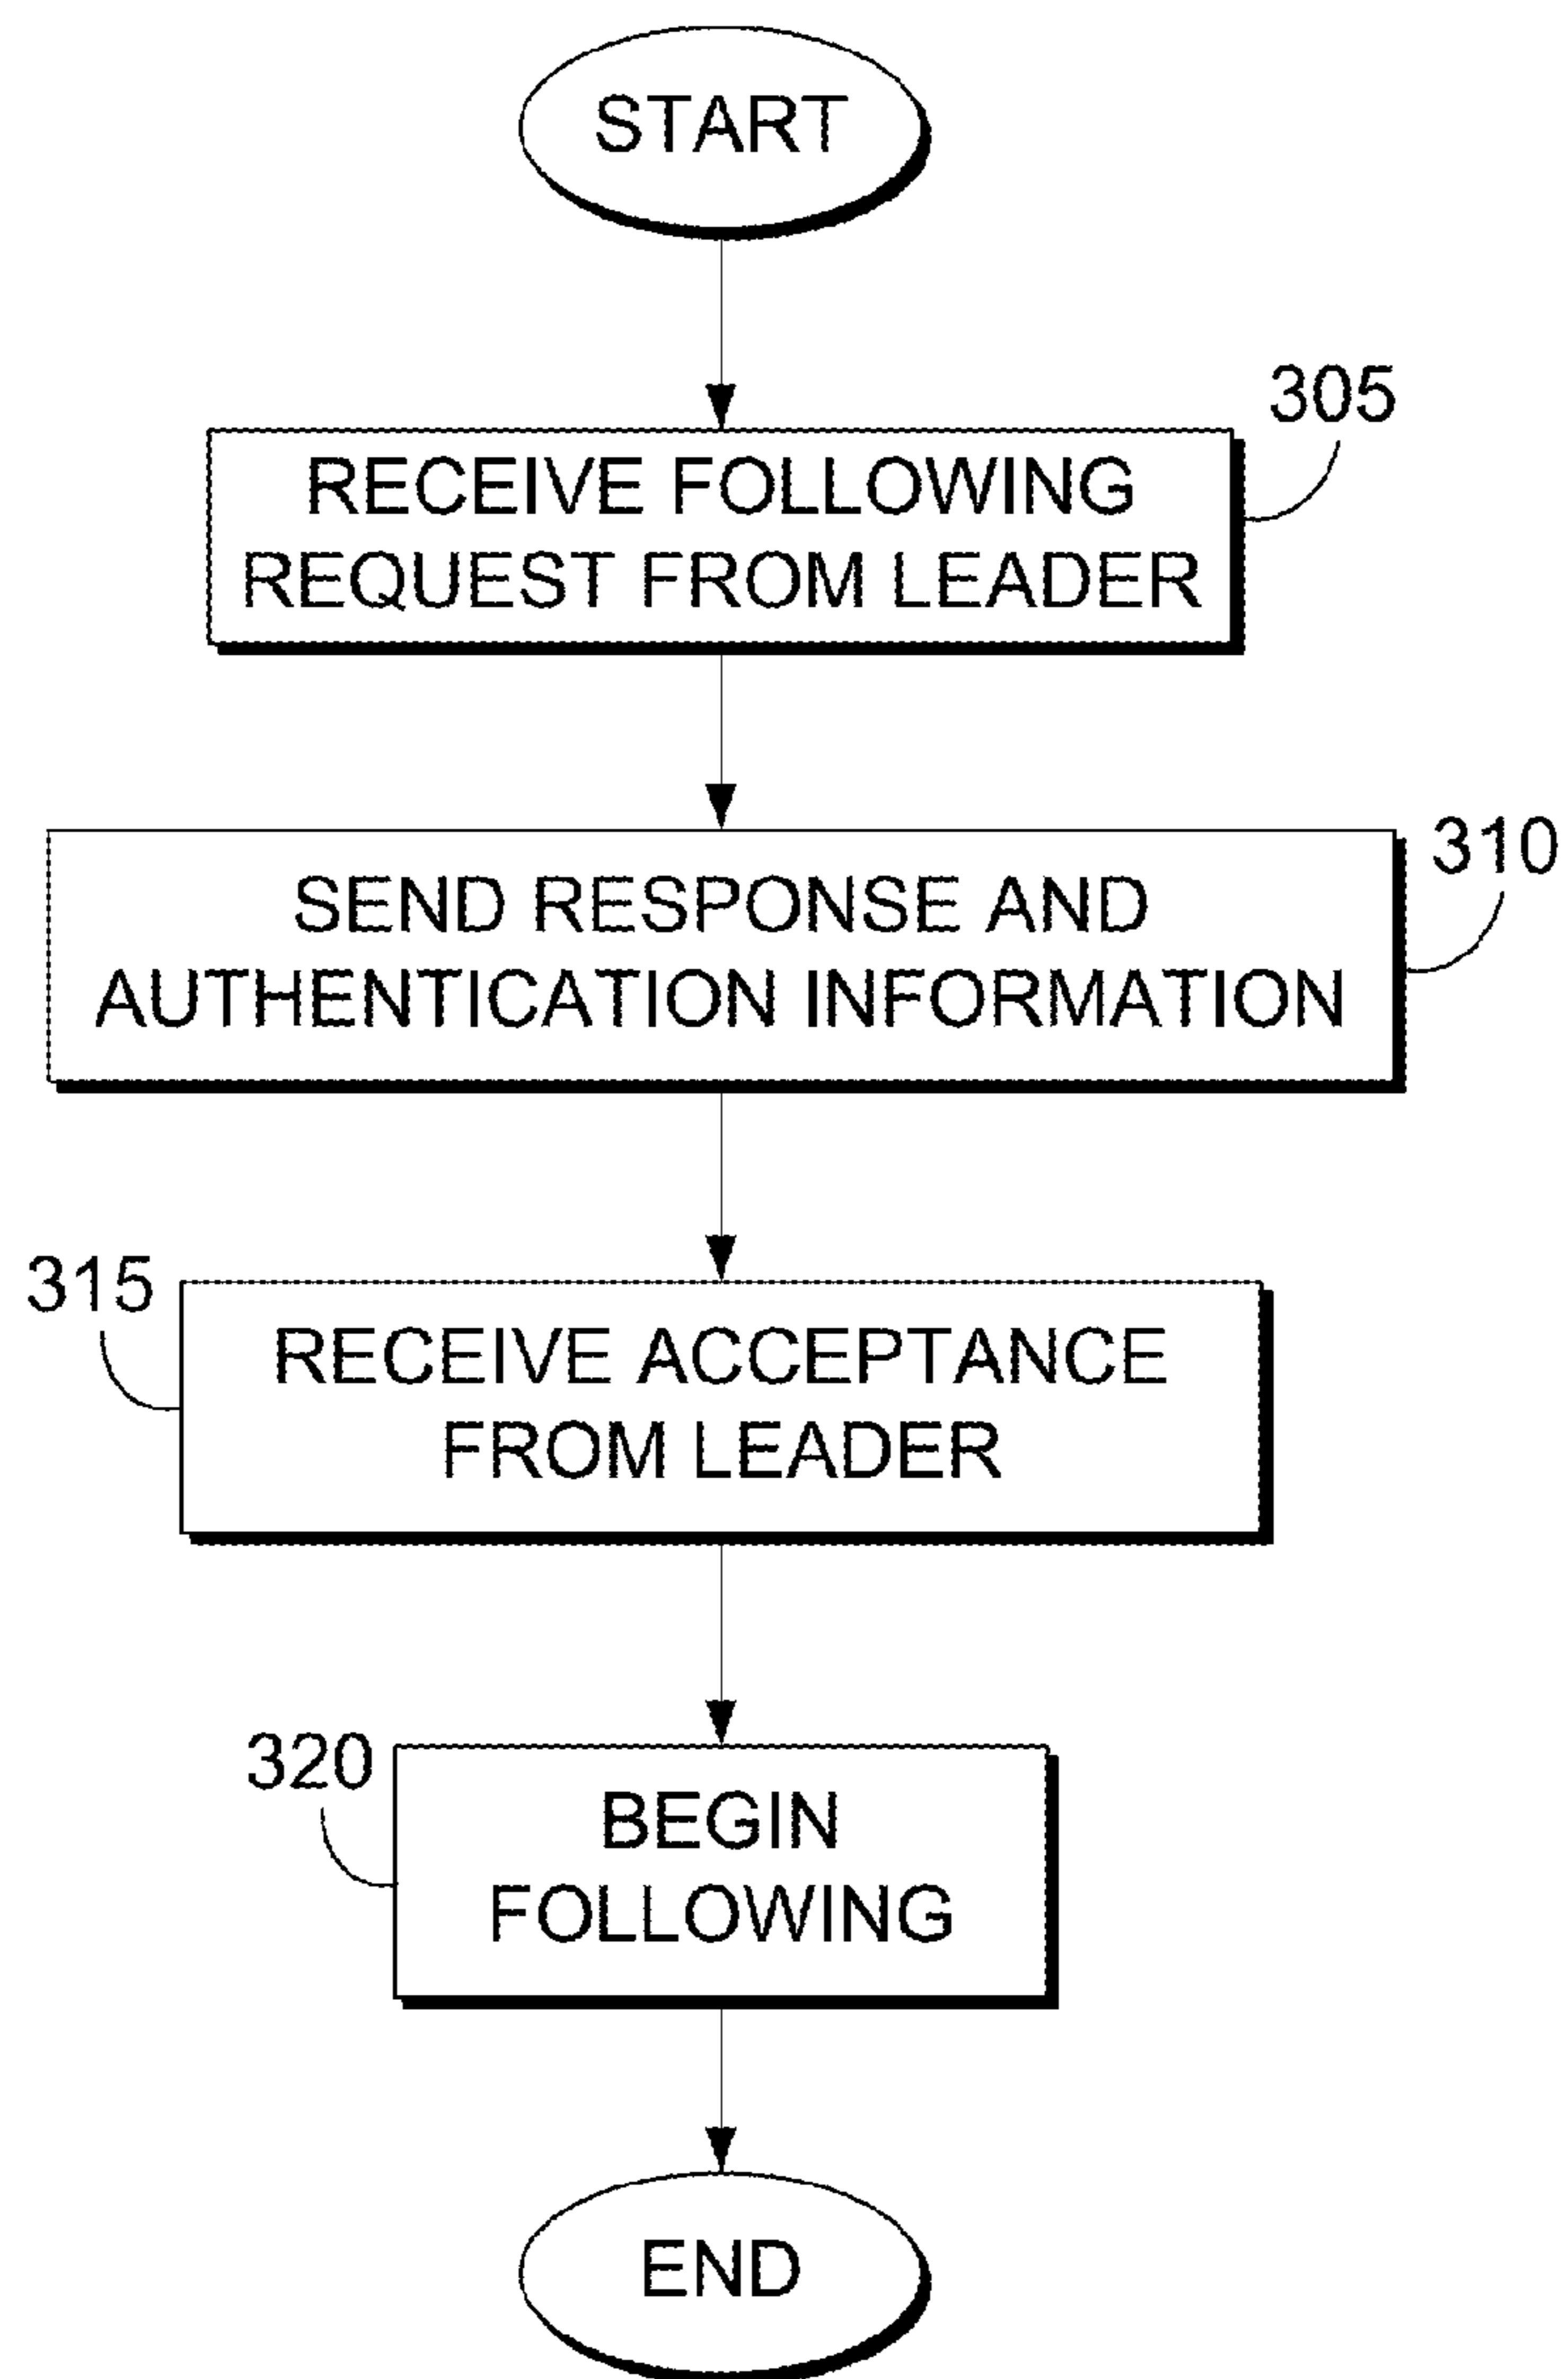 START
305
RECEIVE FOLLOWING
REQUEST FROM LEADER
310
SEND RESPONSE AND
AUTHENTICATION INFORMATION
315
RECEIVE ACCEPTANCE
FROM LEADER
320
BEGIN
FOLLOWING
END